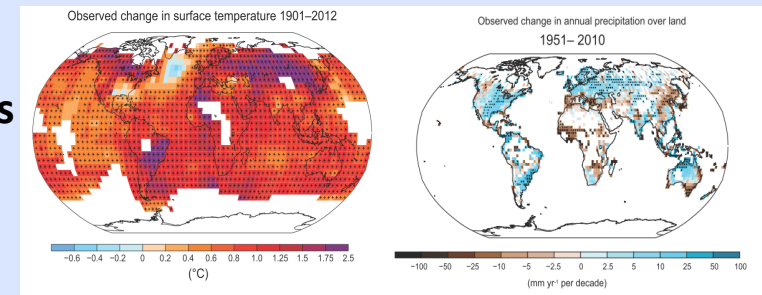 Observed change in surface temperature 1901–2012
s
−0.6 −0.4 −0.2 0 0.2 0.4 0.6 0.8 1.0 1.25 1.5 1.75 2.5
(°C)
Observed change in annual precipitation over land
1951– 2010
−100 −50 −25 −10 −5 −2.5 0 2.5 5 10 25 50 100
(mm yr⁻¹ per decade)